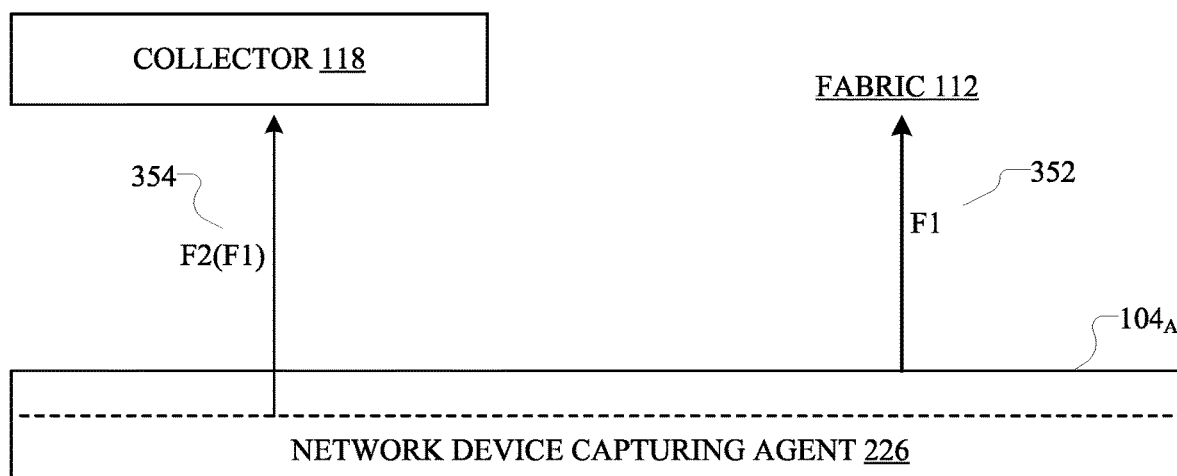 COLLECTOR 118
FABRIC 112
354
352
F1
F2(F1)
104A
NETWORK DEVICE CAPTURING AGENT 226